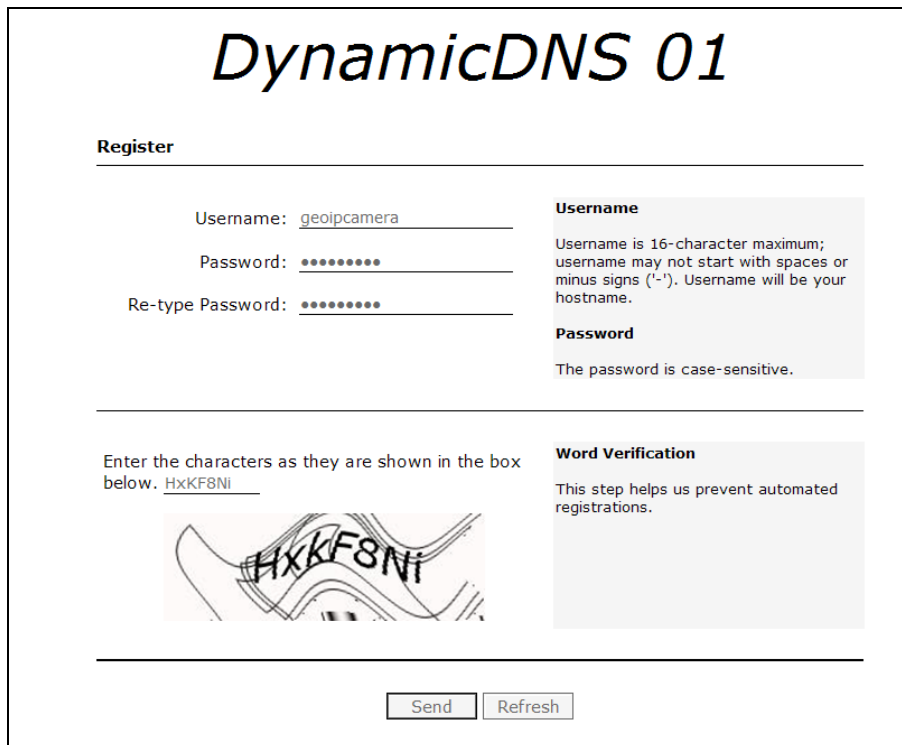 DynamicDNS 01
Register
Username: geoipcamera
Password: •••••••••
Re-type Password: •••••••••
Username
Username is 16-character maximum;
username may not start with spaces or
minus signs ('-'). Username will be your
hostname.
Password
The password is case-sensitive.
Enter the characters as they are shown in the box
below. HxKF8Ni
HxkF8Ni
Word Verification
This step helps us prevent automated
registrations.
Send Refresh